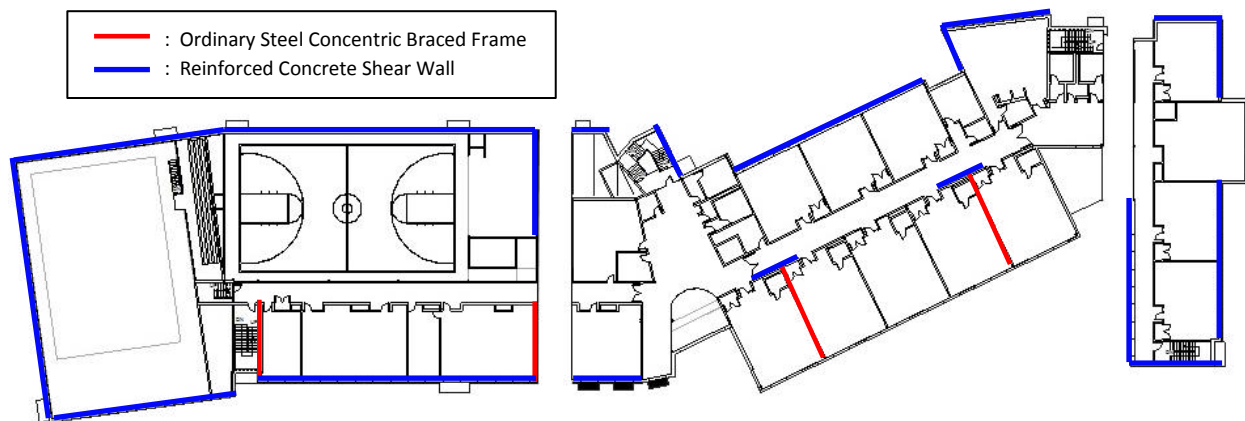 : Ordinary Steel Concentric Braced Frame
: Reinforced Concrete Shear Wall